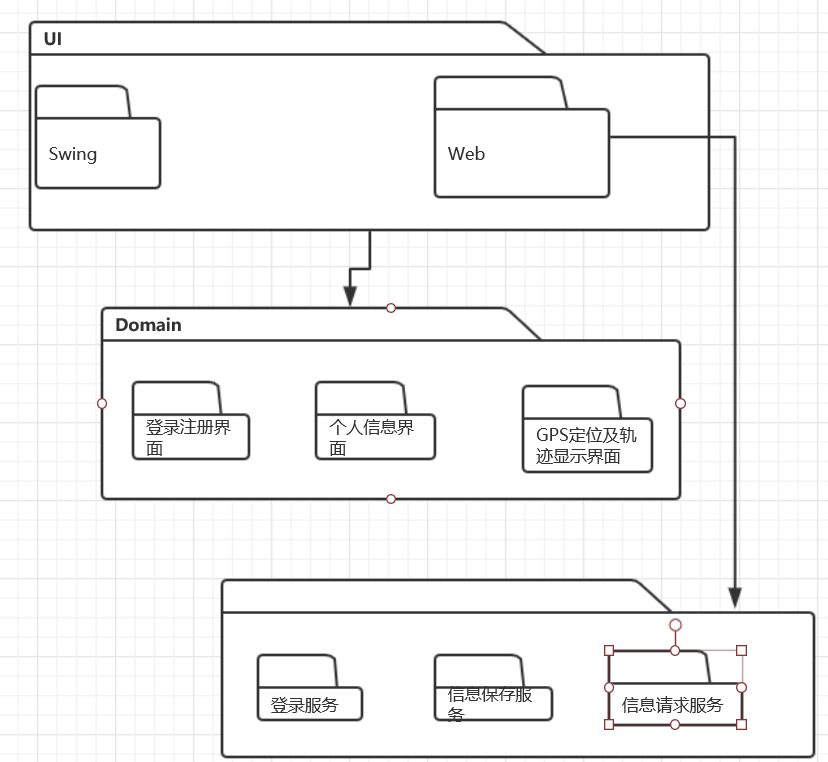 UI
Swing
Web
Domain
登录注册界
面
个人信息界
面
GPS定位及轨
迹显示界面
登录服务
信息保存服
务
信息请求服务